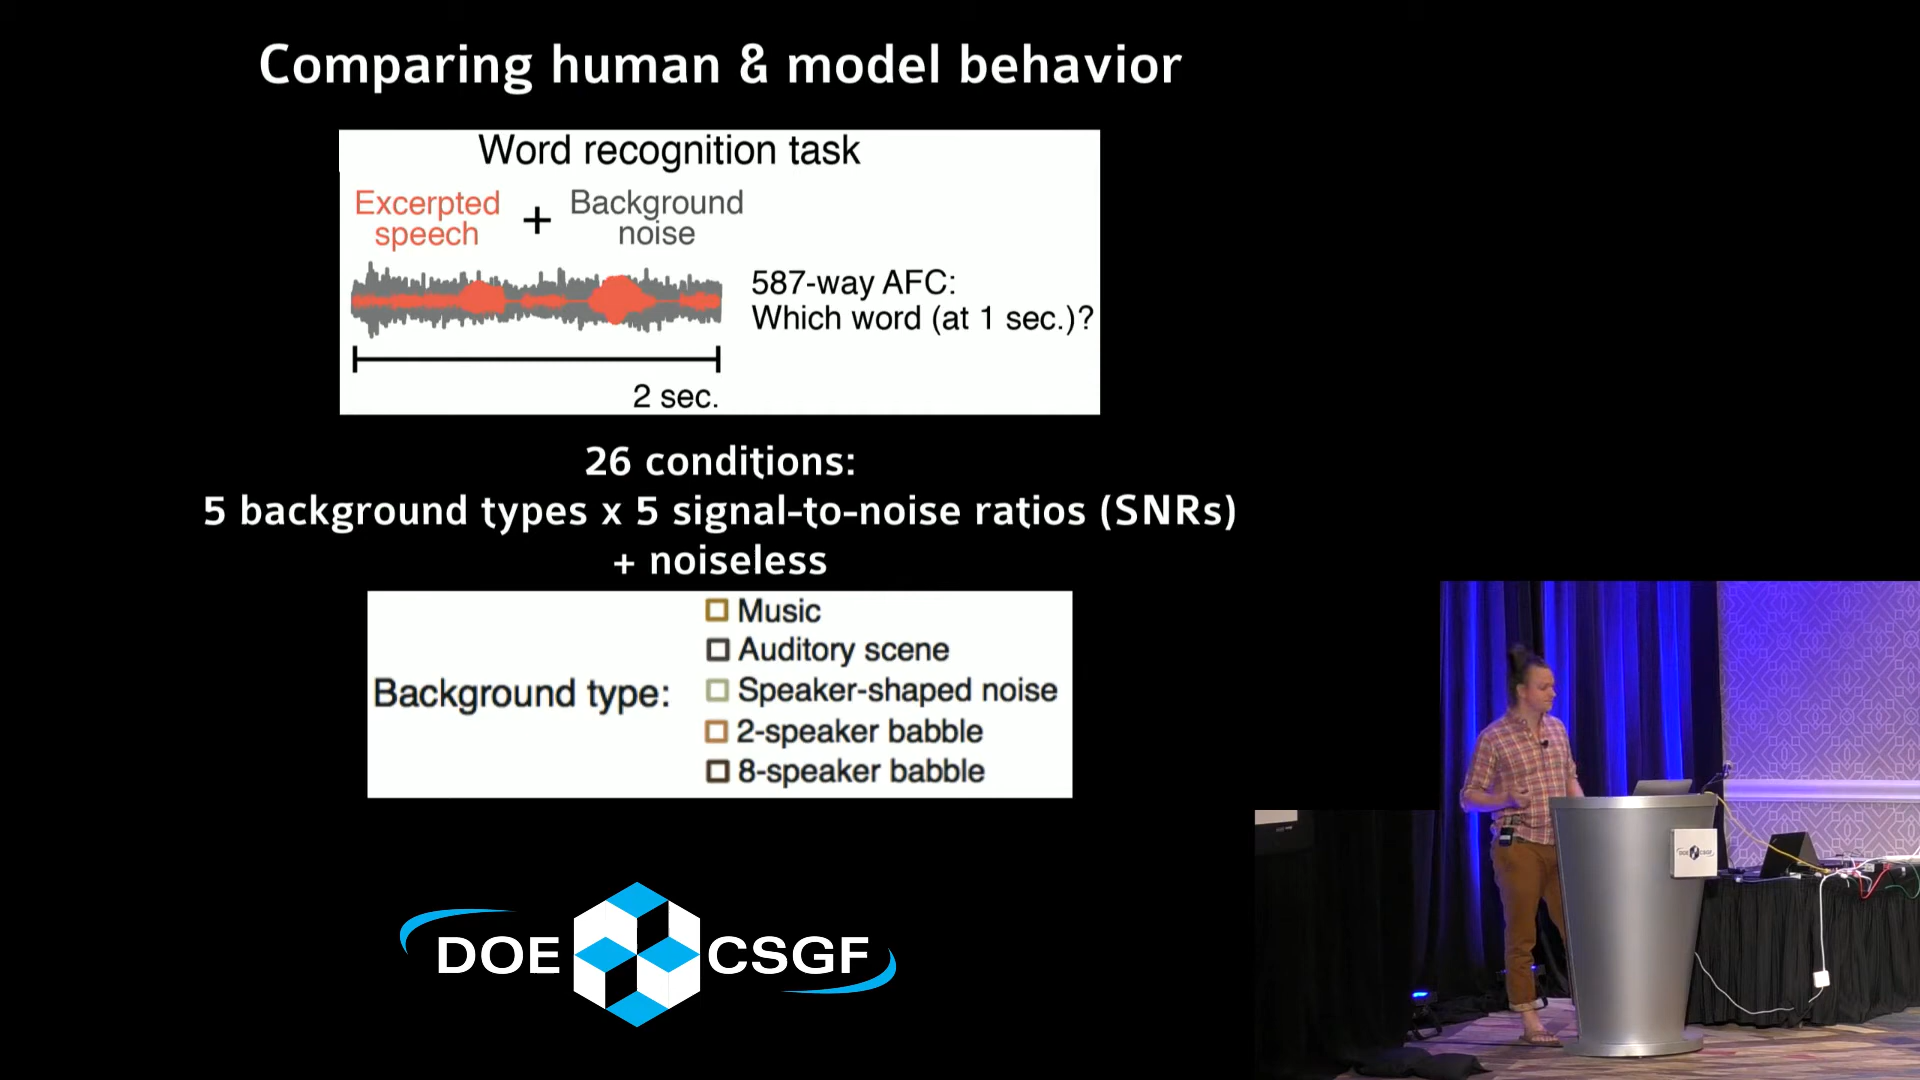 Comparing human & model behavior
Word recognition task
Excerpted speech + Background noise
587-way AFC:
Which word (at 1 sec.)?
2 sec.
26 conditions:
5 background types x 5 signal-to-noise ratios (SNRs)
+ noiseless
Background type:
Music
Auditory scene
Speaker-shaped noise
2-speaker babble
8-speaker babble
DOE CSGF
DOE CSGF